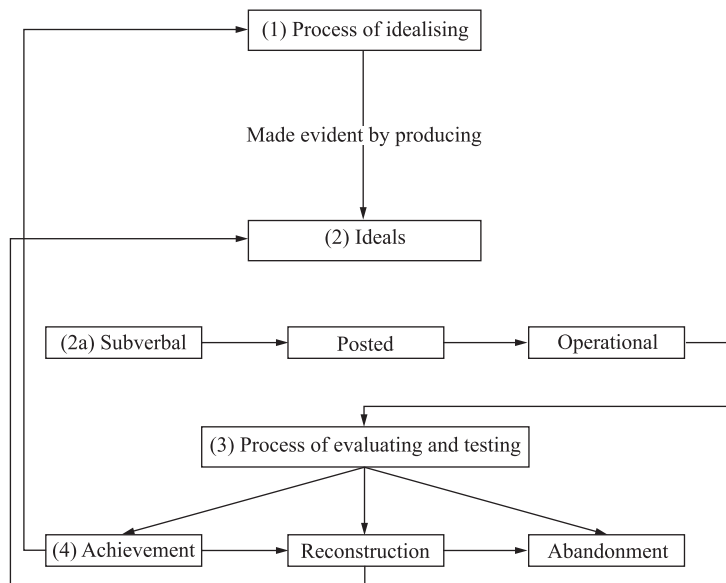 (1) Process of idealising
Made evident by producing
(2) Ideals
(2a) Subverbal
Posted
Operational
(3) Process of evaluating and testing
(4) Achievement
Reconstruction
Abandonment